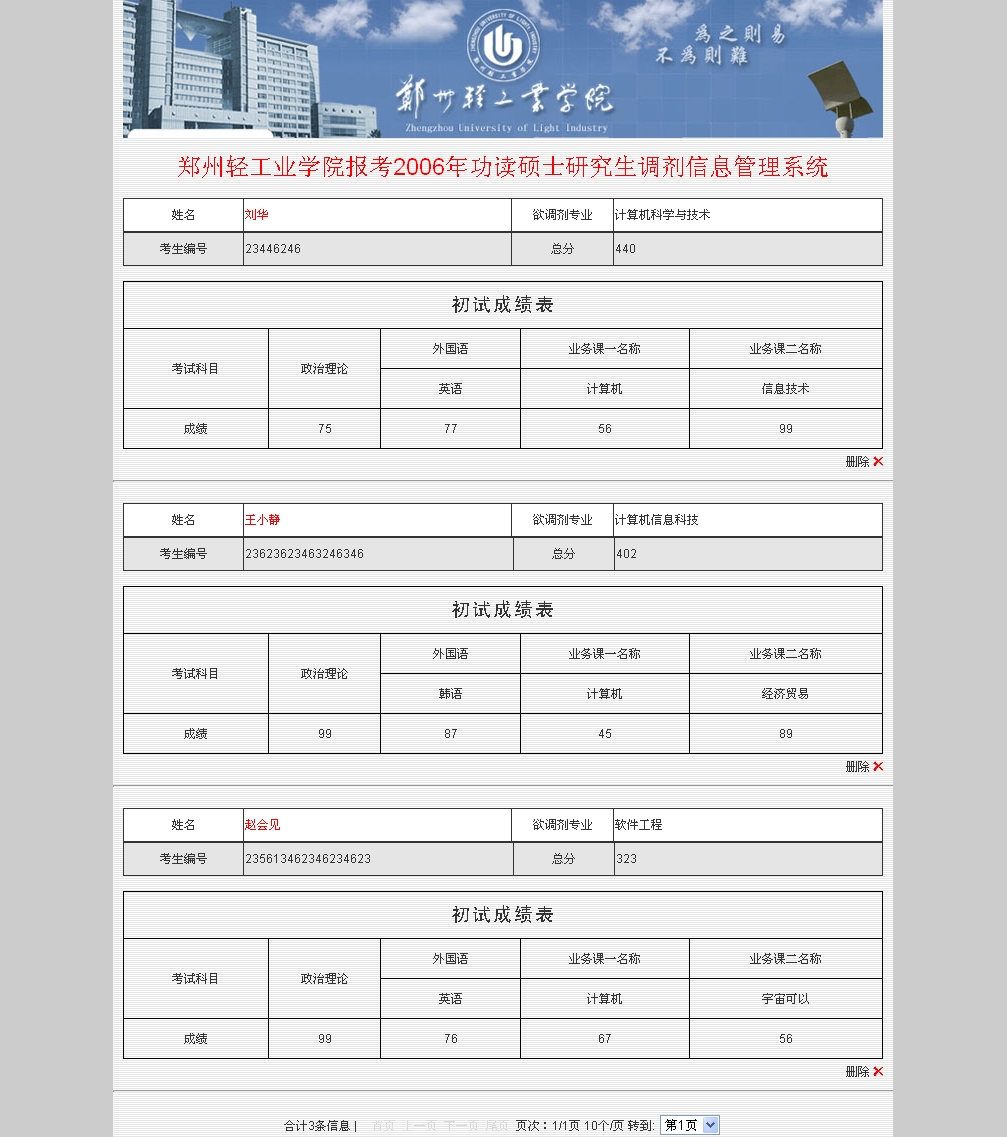 為之則易
不為則難
鄭州轻工業学院
Zhengzhou University of Light Industry
郑州轻工业学院报考2006年功读硕士研究生调剂信息管理系统
姓名 刘华 欲调剂专业 计算机科学与技术
考生编号 23446246 总分 440
初试成绩表
考试科目 政治理论 外国语 业务课一名称 业务课二名称
英语 计算机 信息技术
成绩 75 77 56 99
删除
姓名 王小静 欲调剂专业 计算机信息科技
考生编号 23623623463246346 总分 402
初试成绩表
考试科目 政治理论 外国语 业务课一名称 业务课二名称
韩语 计算机 经济贸易
成绩 99 87 45 89
删除
姓名 赵会见 欲调剂专业 软件工程
考生编号 235613462346234623 总分 323
初试成绩表
考试科目 政治理论 外国语 业务课一名称 业务课二名称
英语 计算机 宇宙可以
成绩 99 76 67 56
删除
合计3条信息 | 首页 上一页 下一页 尾页 页次：1/1页 10个/页 转到: 第1页